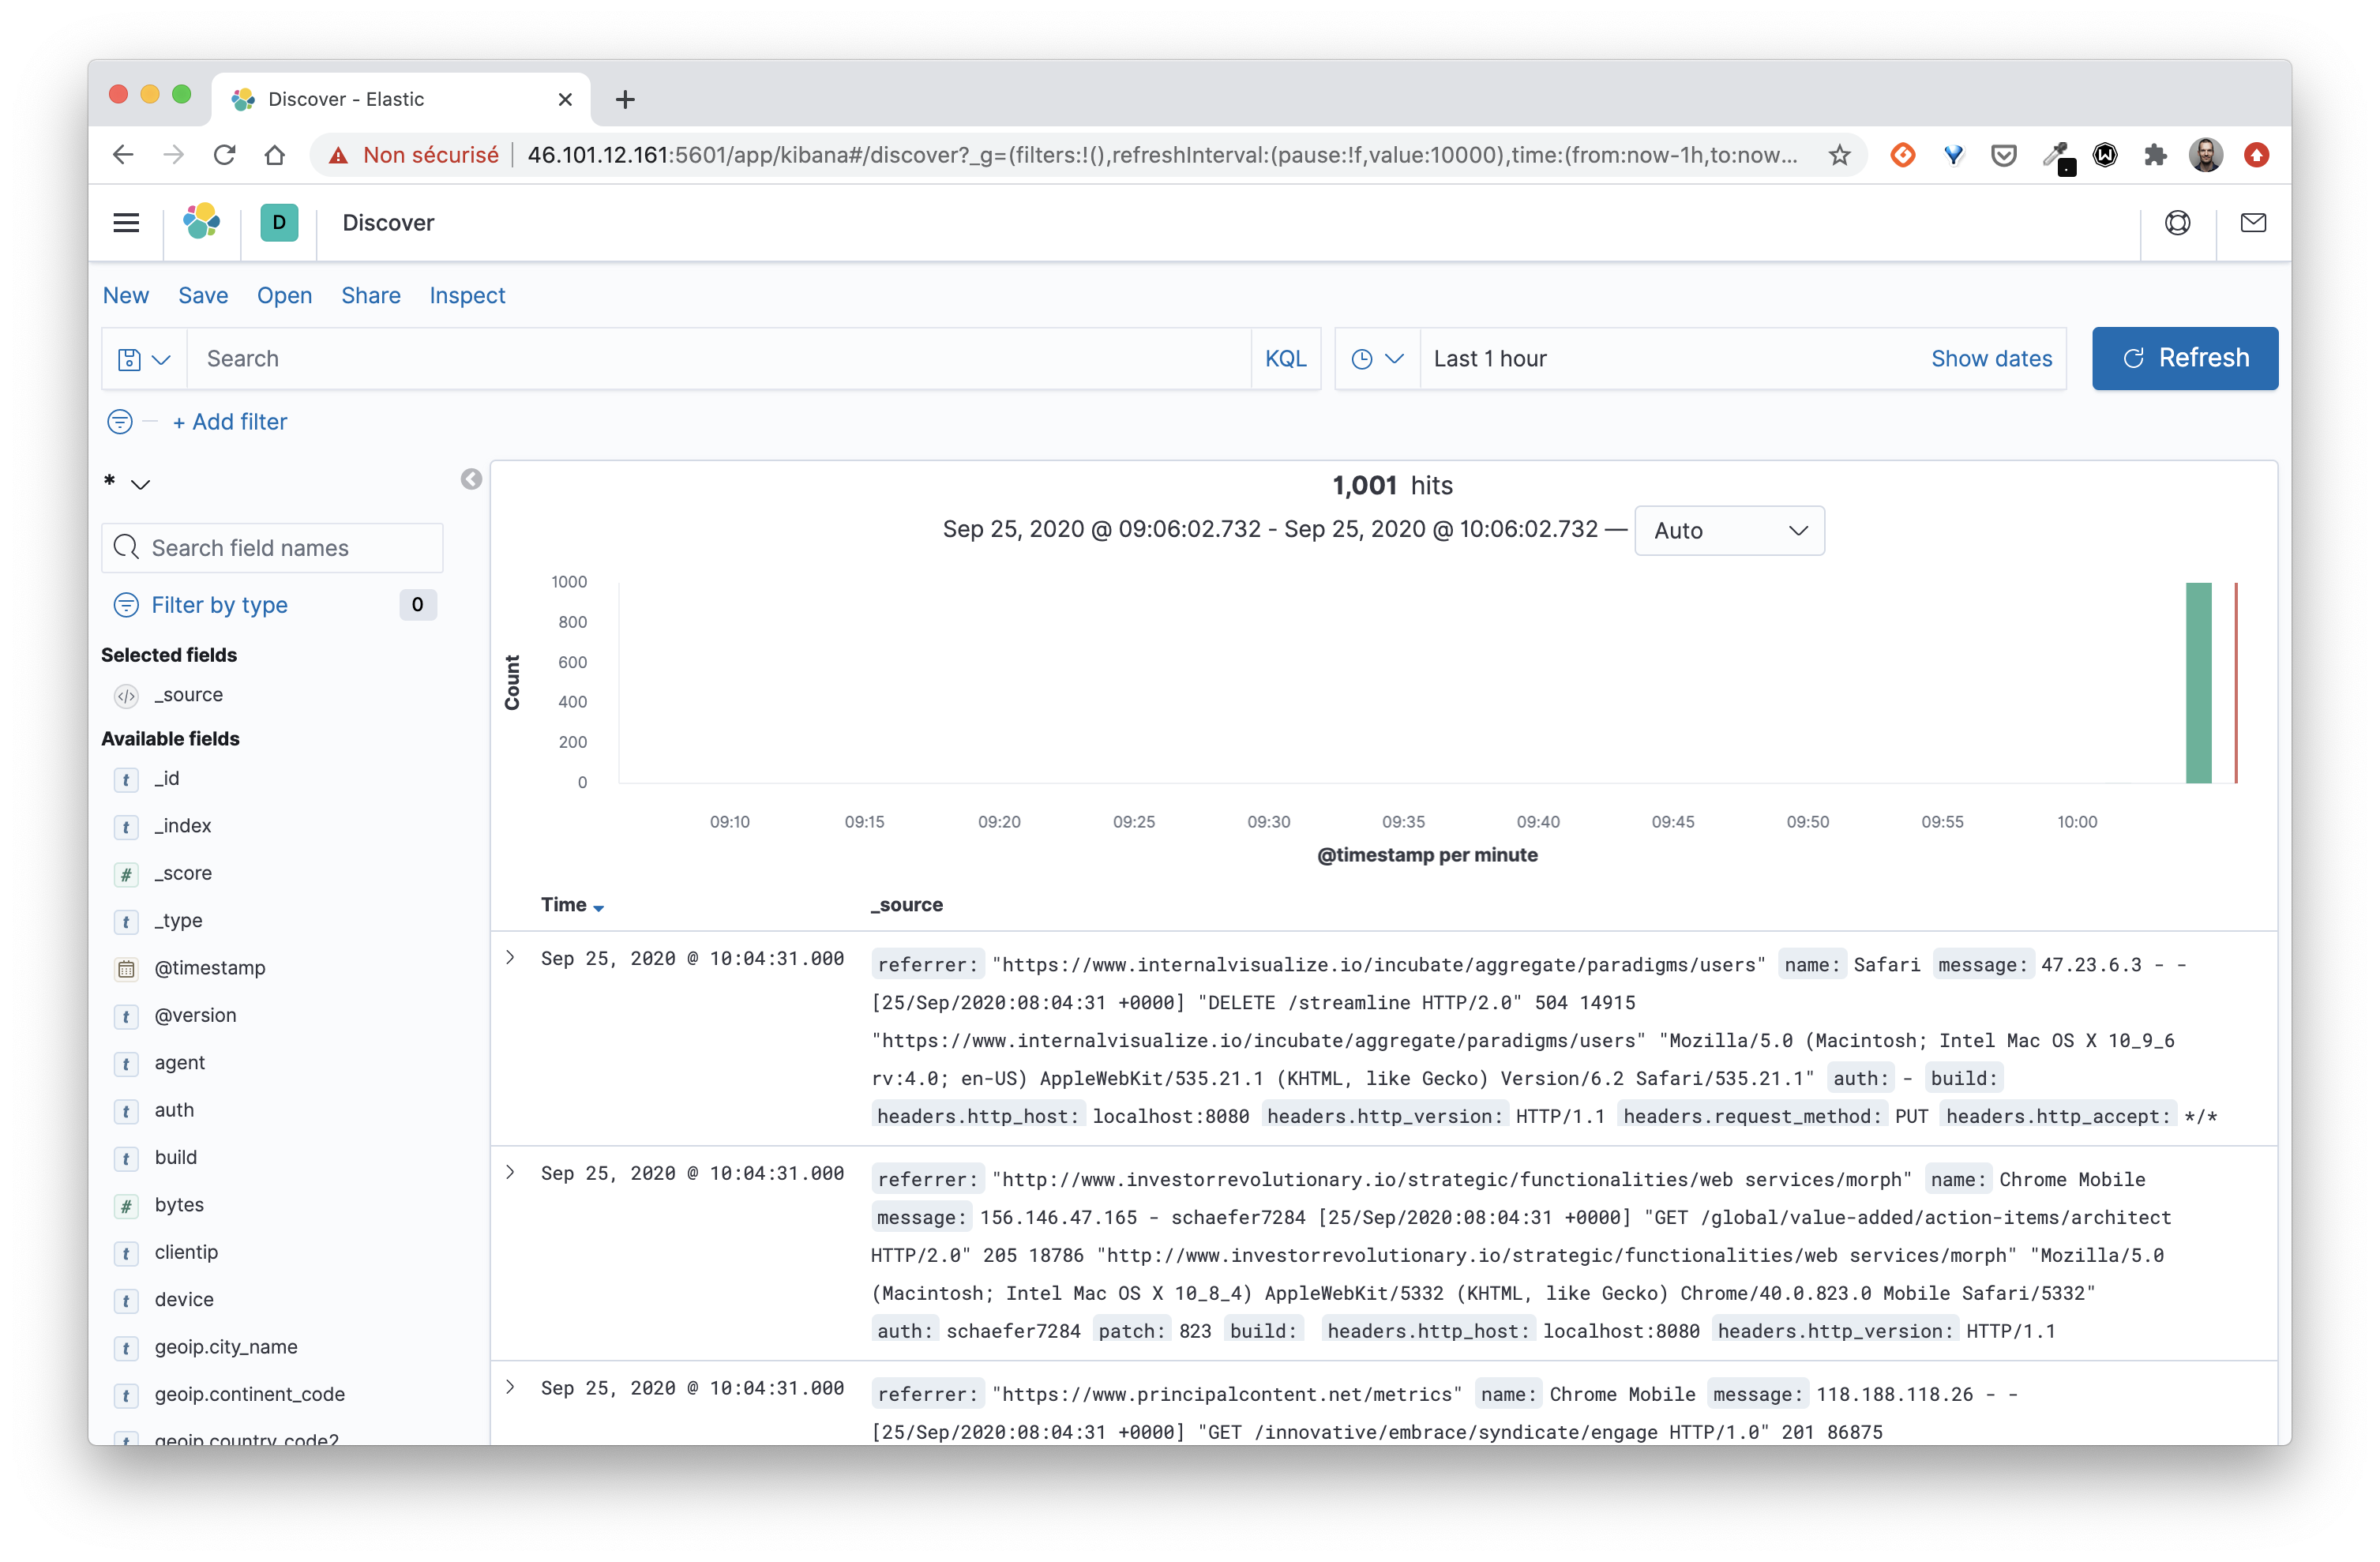 Discover - Elastic
Non sécurisé 46.101.12.161:5601/app/kibana#/discover?_g=(filters:!(),refreshInterval:(pause:!f,value:10000),time:(from:now-1h,to:now...
D Discover
New Save Open Share Inspect
Search KQL Last 1 hour Show dates Refresh
+ Add filter
*
1,001 hits
Sep 25, 2020 @ 09:06:02.732 - Sep 25, 2020 @ 10:06:02.732 — Auto
Search field names
Filter by type 0
Selected fields
</> _source
Available fields
t _id
t _index
# _score
t _type
@timestamp
t @version
t agent
t auth
t build
# bytes
t clientip
t device
t geoip.city_name
t geoip.continent_code
t geoip.country_code2
Count
1000
800
600
400
200
0
09:10 09:15 09:20 09:25 09:30 09:35 09:40 09:45 09:50 09:55 10:00
@timestamp per minute
Time _source
Sep 25, 2020 @ 10:04:31.000 referrer: "https://www.internalvisualize.io/incubate/aggregate/paradigms/users" name: Safari message: 47.23.6.3 - -
[25/Sep/2020:08:04:31 +0000] "DELETE /streamline HTTP/2.0" 504 14915
"https://www.internalvisualize.io/incubate/aggregate/paradigms/users" "Mozilla/5.0 (Macintosh; Intel Mac OS X 10_9_6
rv:4.0; en-US) AppleWebKit/535.21.1 (KHTML, like Gecko) Version/6.2 Safari/535.21.1" auth: - build:
headers.http_host: localhost:8080 headers.http_version: HTTP/1.1 headers.request_method: PUT headers.http_accept: */*
Sep 25, 2020 @ 10:04:31.000 referrer: "http://www.investorrevolutionary.io/strategic/functionalities/web services/morph" name: Chrome Mobile
message: 156.146.47.165 - schaefer7284 [25/Sep/2020:08:04:31 +0000] "GET /global/value-added/action-items/architect
HTTP/2.0" 205 18786 "http://www.investorrevolutionary.io/strategic/functionalities/web services/morph" "Mozilla/5.0
(Macintosh; Intel Mac OS X 10_8_4) AppleWebKit/5332 (KHTML, like Gecko) Chrome/40.0.823.0 Mobile Safari/5332"
auth: schaefer7284 patch: 823 build: headers.http_host: localhost:8080 headers.http_version: HTTP/1.1
Sep 25, 2020 @ 10:04:31.000 referrer: "https://www.principalcontent.net/metrics" name: Chrome Mobile message: 118.188.118.26 - -
[25/Sep/2020:08:04:31 +0000] "GET /innovative/embrace/syndicate/engage HTTP/1.0" 201 86875